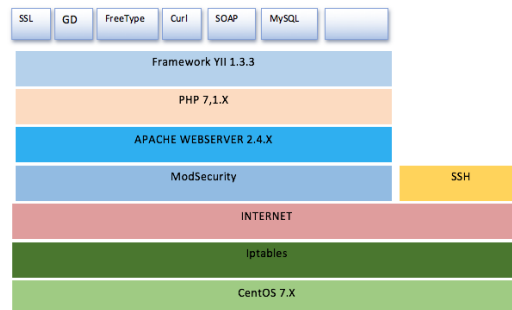 SSL GD FreeType Curl SOAP MySQL
Framework YII 1.3.3
PHP 7,1.X
APACHE WEBSERVER 2.4.X
ModSecurity SSH
INTERNET
Iptables
CentOS 7.X